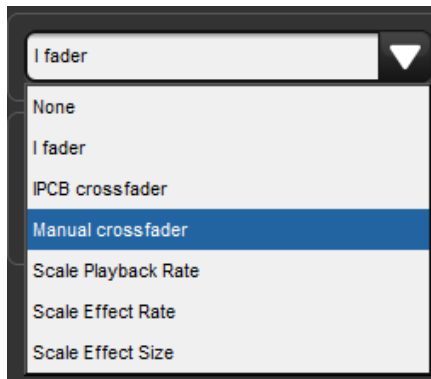 I fader
None
I fader
IPCB crossfader
Manual crossfader
Scale Playback Rate
Scale Effect Rate
Scale Effect Size